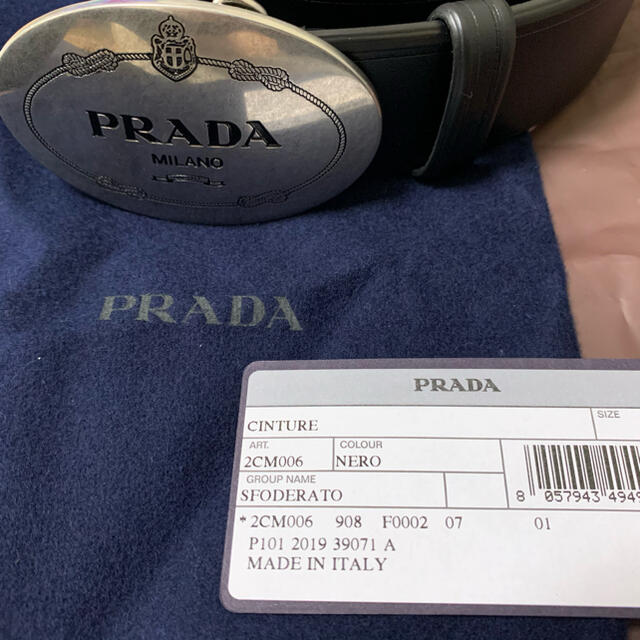 PRADA
MILANO
PRADA
PRADA
CINTURE
SIZE
ART.
COLOUR
2CM006
NERO
GROUP NAME
SFODERATO
8 057943 494
*2CM006 908 F0002 07 01
P101 2019 39071 A
MADE IN ITALY